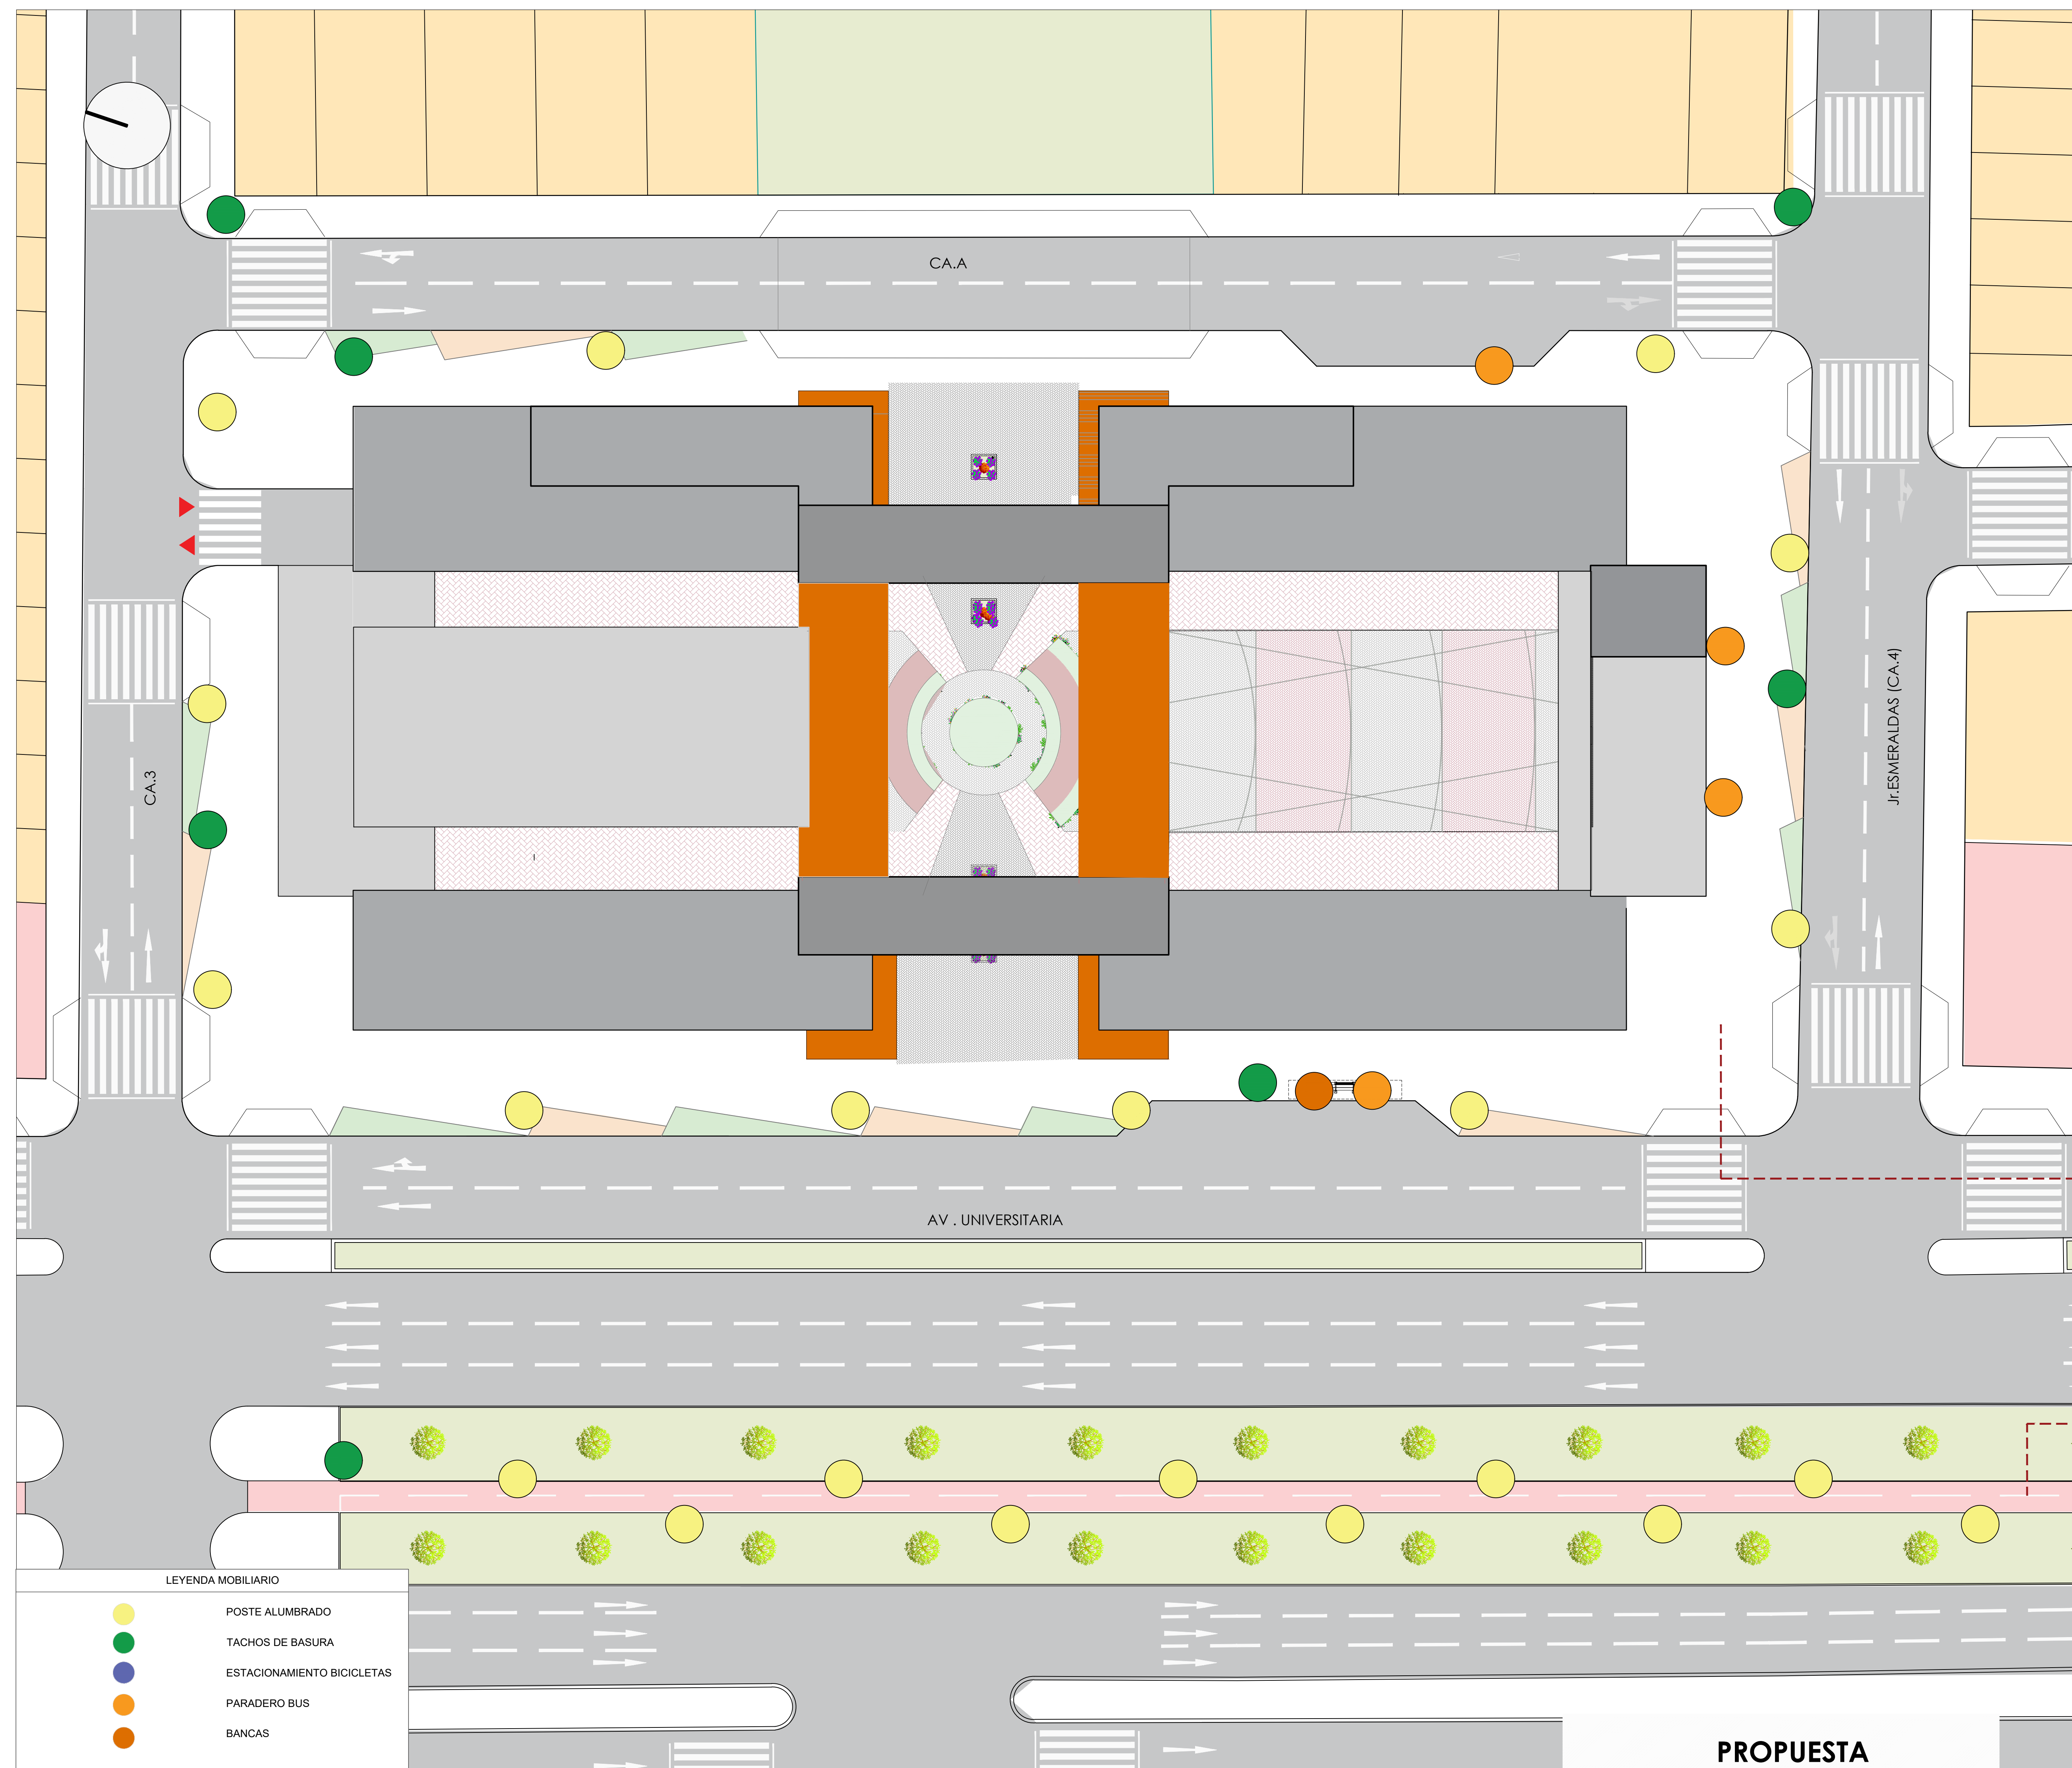 CA.A
CA.3
Jr.ESMERALDAS (CA.4)
AV . UNIVERSITARIA
LEYENDA MOBILIARIO
POSTE ALUMBRADO
TACHOS DE BASURA
ESTACIONAMIENTO BICICLETAS
PARADERO BUS
BANCAS
PROPUESTA